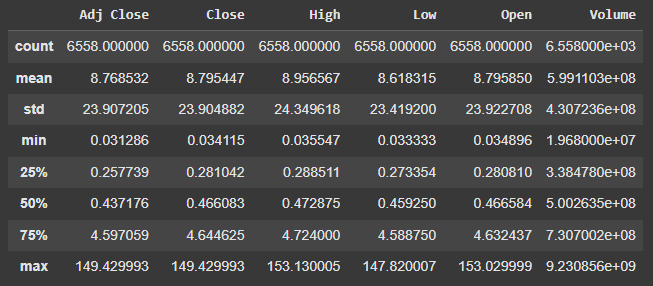 Adj Close Close High Low Open Volume
count 6558.000000 6558.000000 6558.000000 6558.000000 6558.000000 6.558000e+03
mean 8.768532 8.795447 8.956567 8.618315 8.795850 5.991103e+08
std 23.907205 23.904882 24.349618 23.419200 23.922708 4.307236e+08
min 0.031286 0.034115 0.035547 0.033333 0.034896 1.968000e+07
25% 0.257739 0.281042 0.288511 0.273354 0.280810 3.384780e+08
50% 0.437176 0.466083 0.472875 0.459250 0.466584 5.002635e+08
75% 4.597059 4.644625 4.724000 4.588750 4.632437 7.307002e+08
max 149.429993 149.429993 153.130005 147.820007 153.029999 9.230856e+09